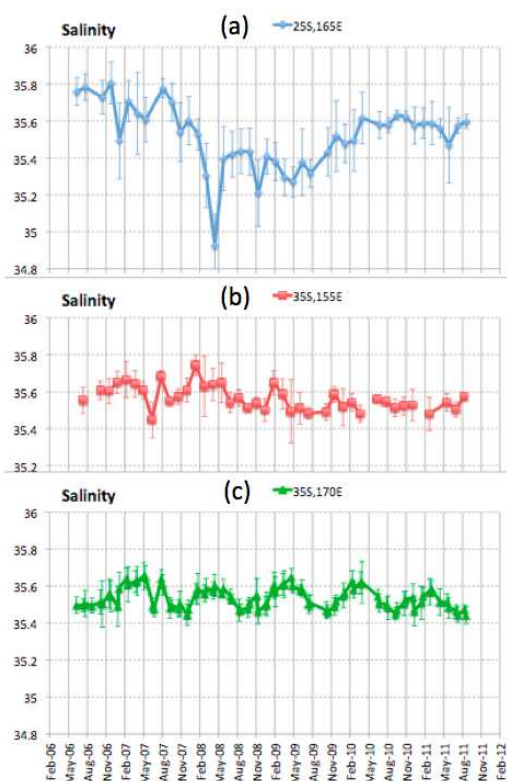 (a)
Salinity 25S,165E
36
35.8
35.6
35.4
35.2
35
34.8
(b)
Salinity 35S,155E
36
35.8
35.6
35.4
35.2
(c)
Salinity 35S,170E
36
35.8
35.6
35.4
35.2
35
34.8
Feb-06
May-06
Aug-06
Nov-06
Feb-07
May-07
Aug-07
Nov-07
Feb-08
May-08
Aug-08
Nov-08
Feb-09
May-09
Aug-09
Nov-09
Feb-10
May-10
Aug-10
Nov-10
Feb-11
May-11
Aug-11
Nov-11
Feb-12